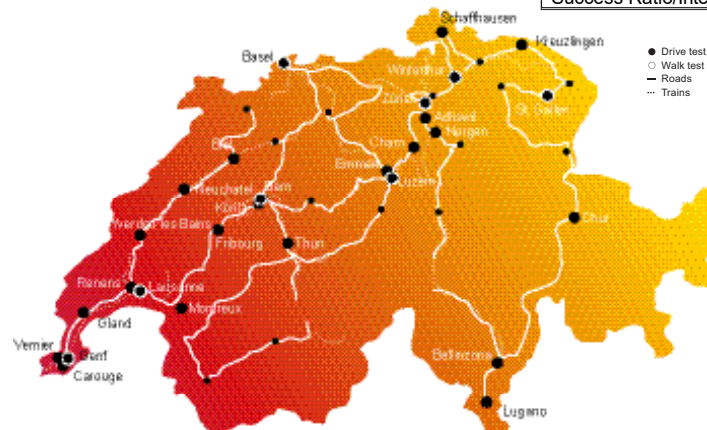 Success Ratio/Inte
Schaffhausen
Kreuzlingen
Basel
Drive test
Walk test
Roads
Trains
Winterthur
Zürich
St. Gallen
Adliswil
Horgen
Cham
Biel
Emmen
Luzern
Neuchatel
Bern
Köniz
Yverdon les Bains
Fribourg
Thun
Chur
Renens
Lausanne
Montreux
Gland
Vernier
Genf
Carouge
Bellinzona
Lugano